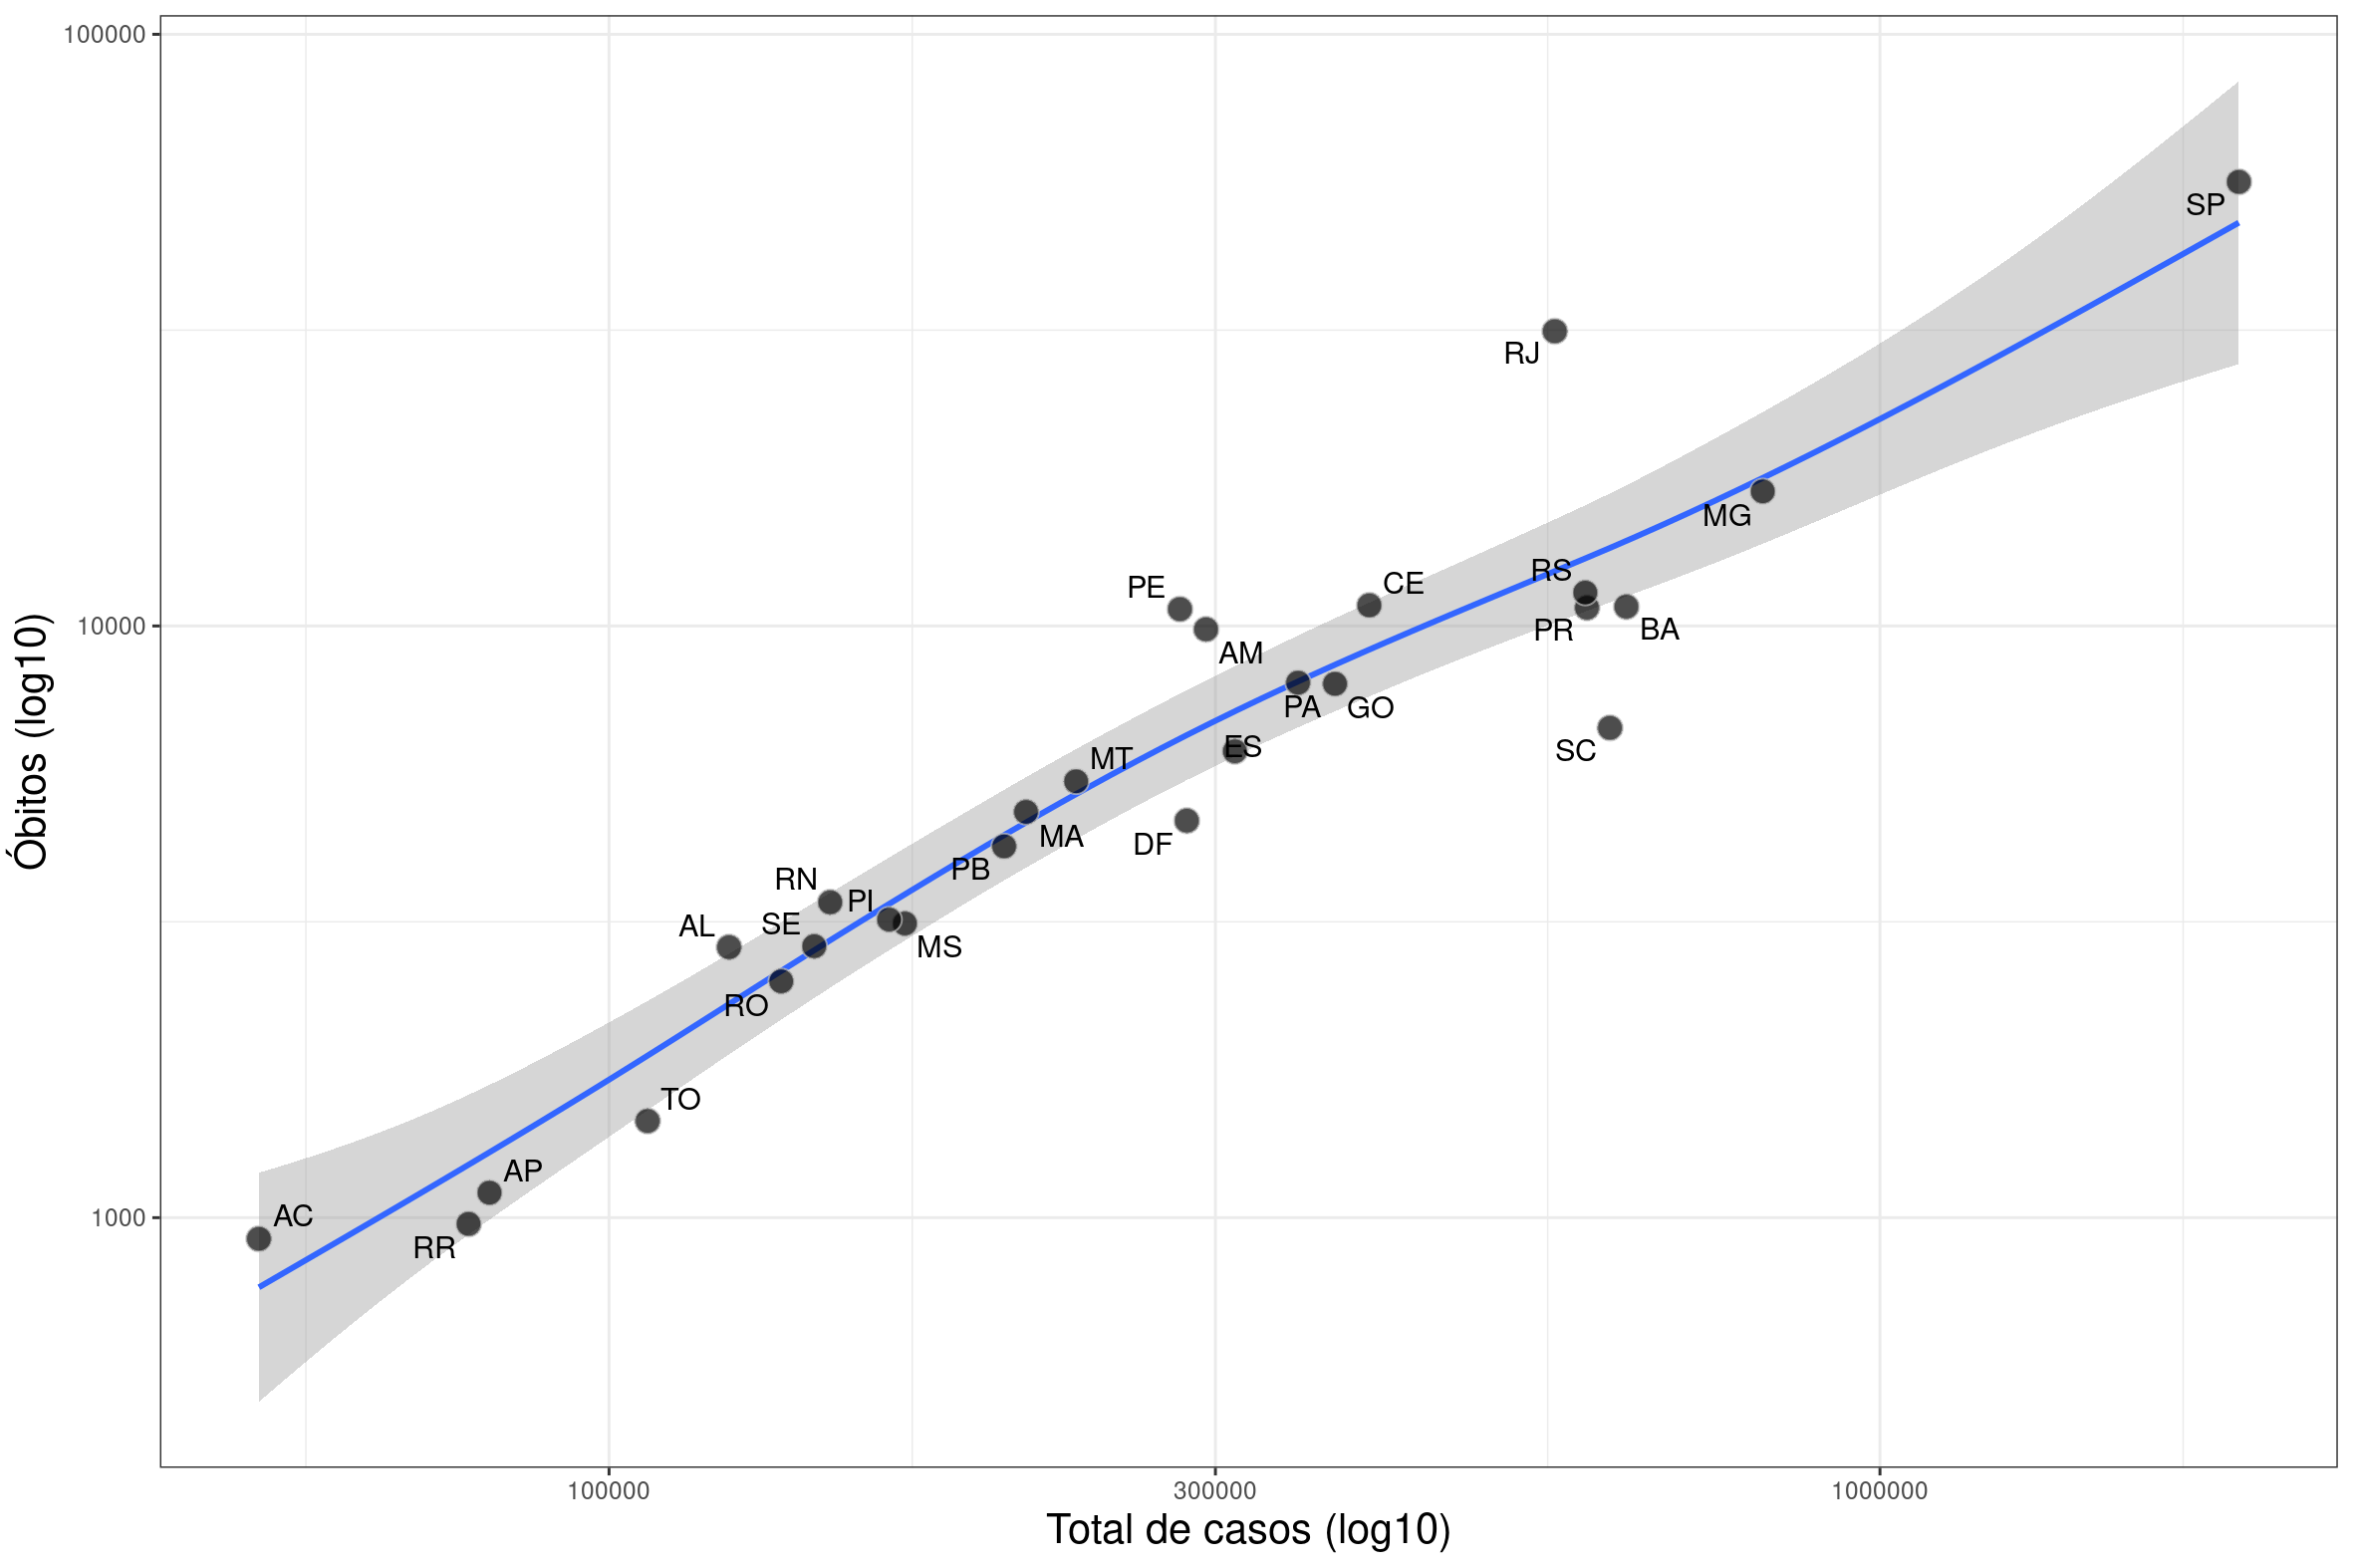 100000
SP
RJ
MG
RS
CE
PE
10000
PR
BA
AM
PA
GO
ES
SC
MT
MA
DF
PB
RN
PI
AL
SE
MS
RO
TO
AP
1000
AC
RR
Óbitos (log10)
100000
300000
1000000
Total de casos (log10)